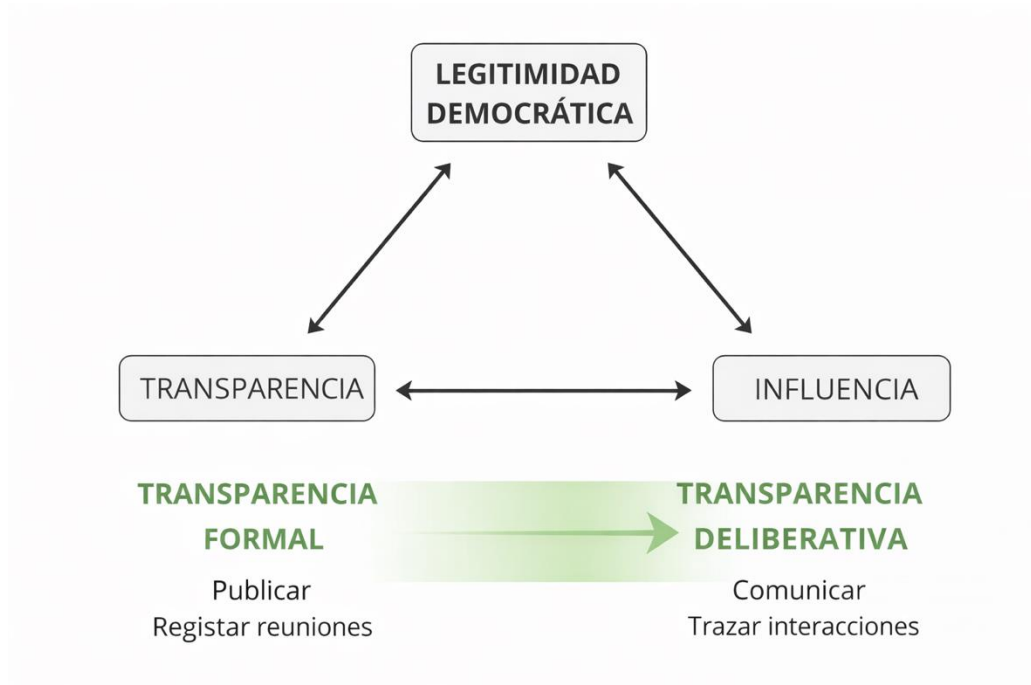 LEGITIMIDAD
DEMOCRÁTICA
TRANSPARENCIA
INFLUENCIA
TRANSPARENCIA
FORMAL
Publicar
Registar reuniones
TRANSPARENCIA
DELIBERATIVA
Comunicar
Trazar interacciones